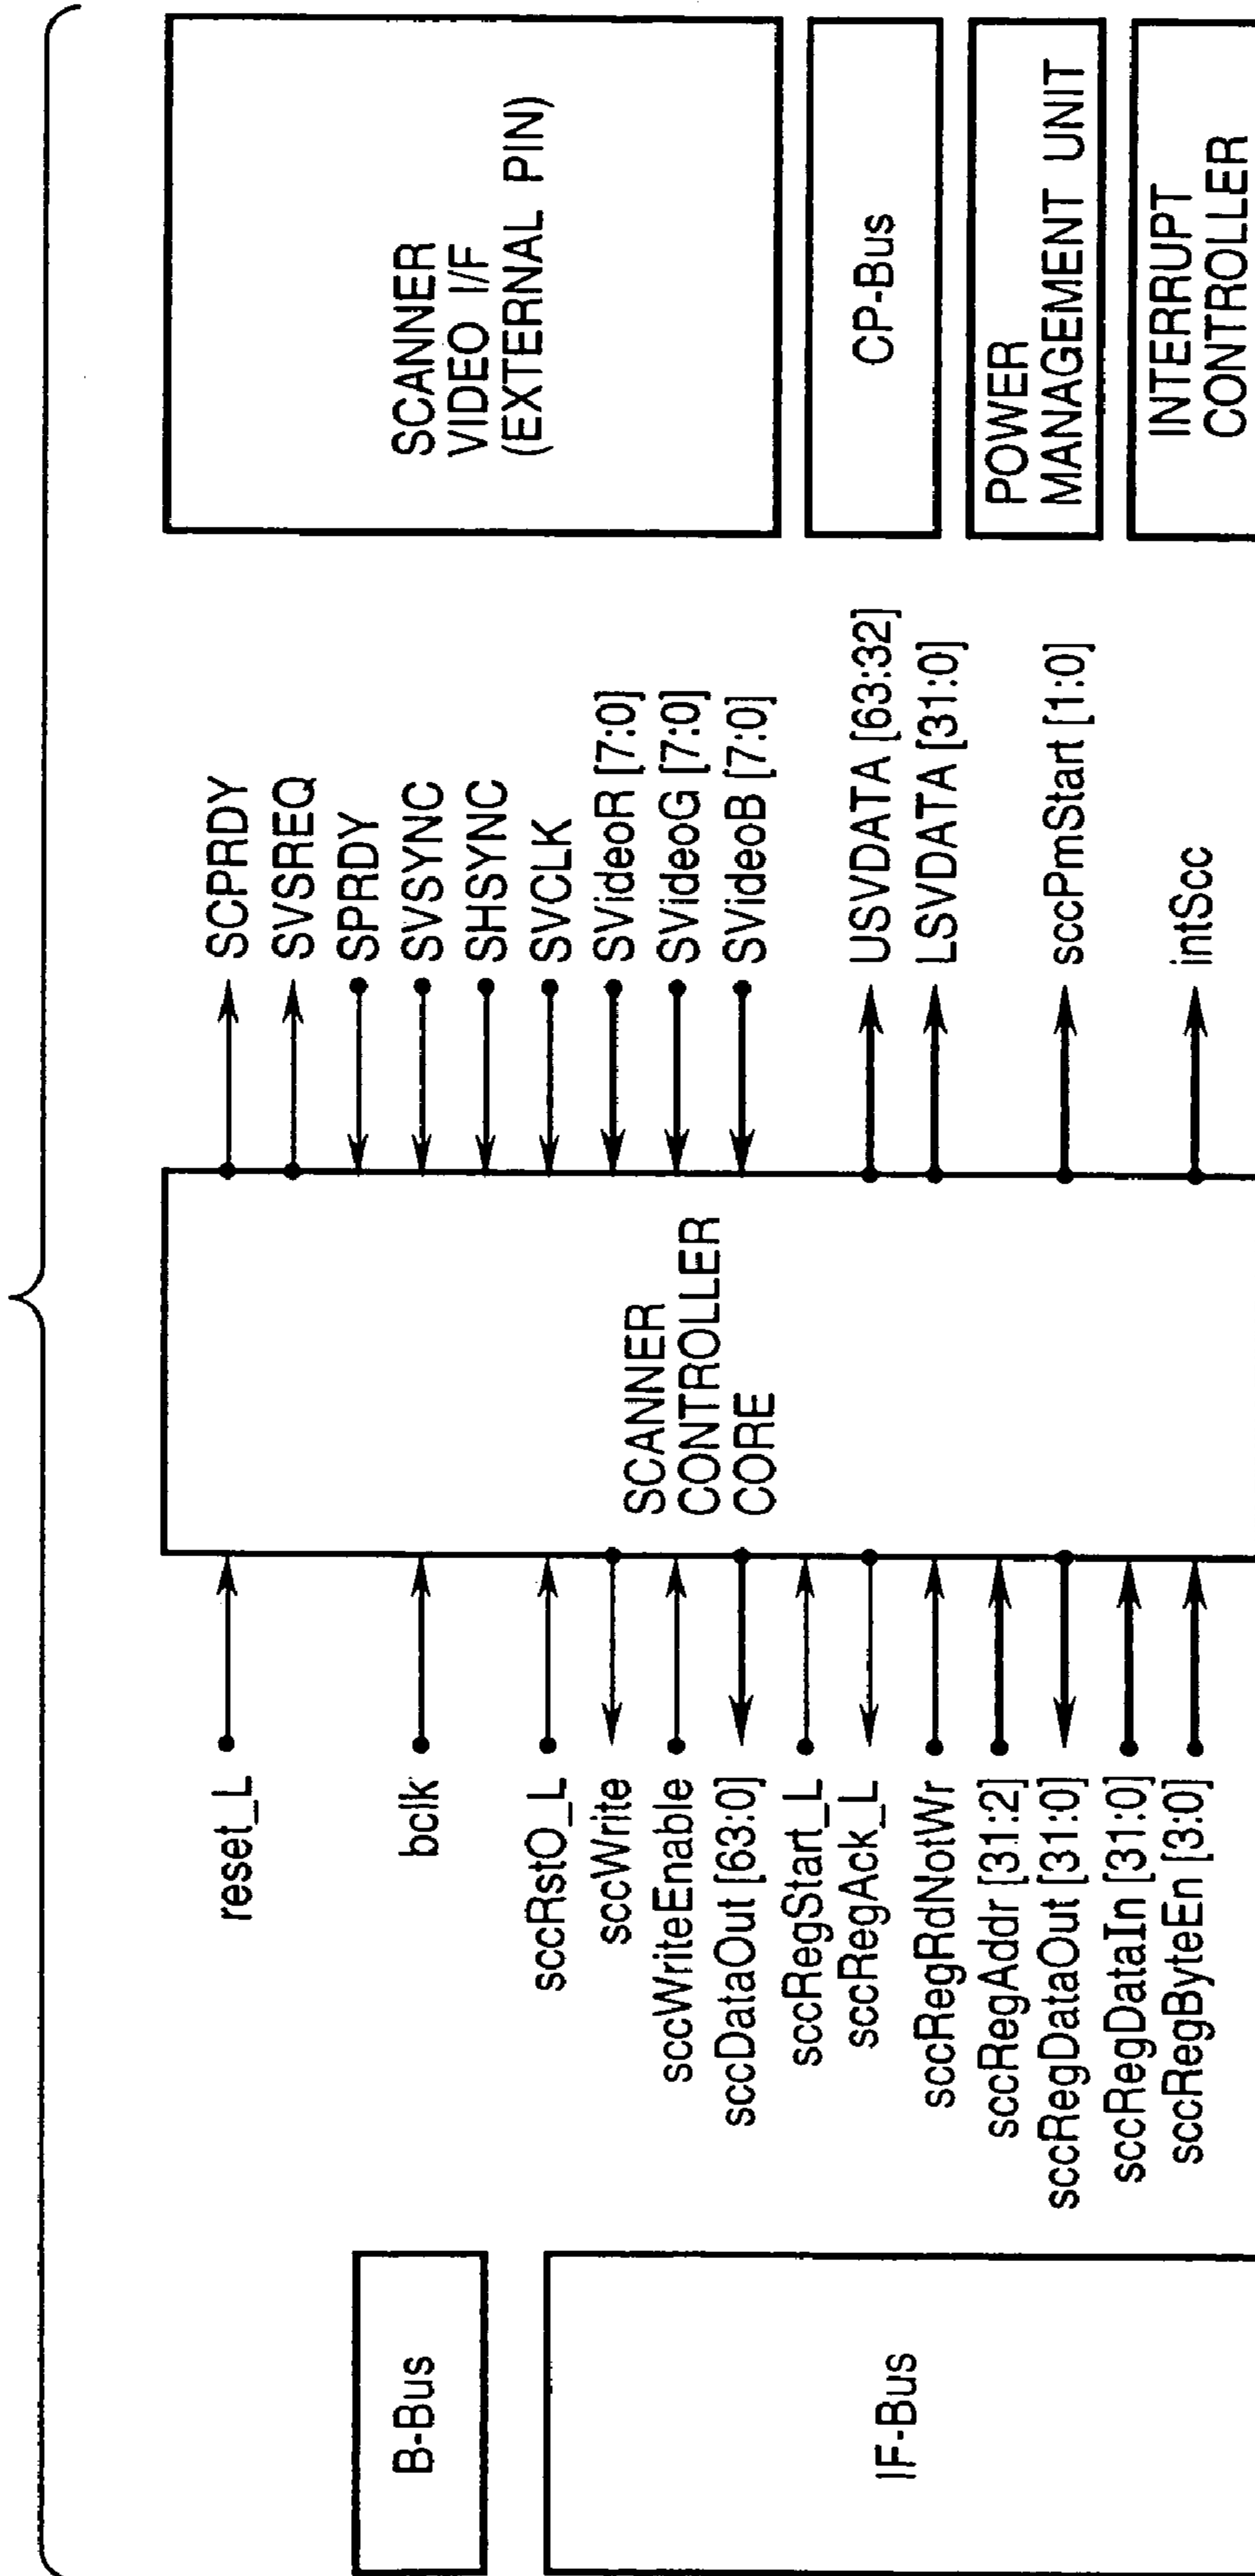 B-Bus
IF-Bus
reset_L
bclk
sccRstO_L
sccWrite
sccWriteEnable
sccDataOut [63:0]
sccRegStart_L
sccRegAck_L
sccRegRdNotWr
sccRegAddr [31:2]
sccRegDataOut [31:0]
sccRegDataIn [31:0]
sccRegByteEn [3:0]
SCANNER
CONTROLLER
CORE
SCPRDY
SVSREQ
SPRDY
SVSYNC
SHSYNC
SVCLK
SVideoR [7:0]
SVideoG [7:0]
SVideoB [7:0]
USVDATA [63:32]
LSVDATA [31:0]
sccPmStart [1:0]
intScc
SCANNER
VIDEO I/F
(EXTERNAL PIN)
CP-Bus
POWER
MANAGEMENT UNIT
INTERRUPT
CONTROLLER